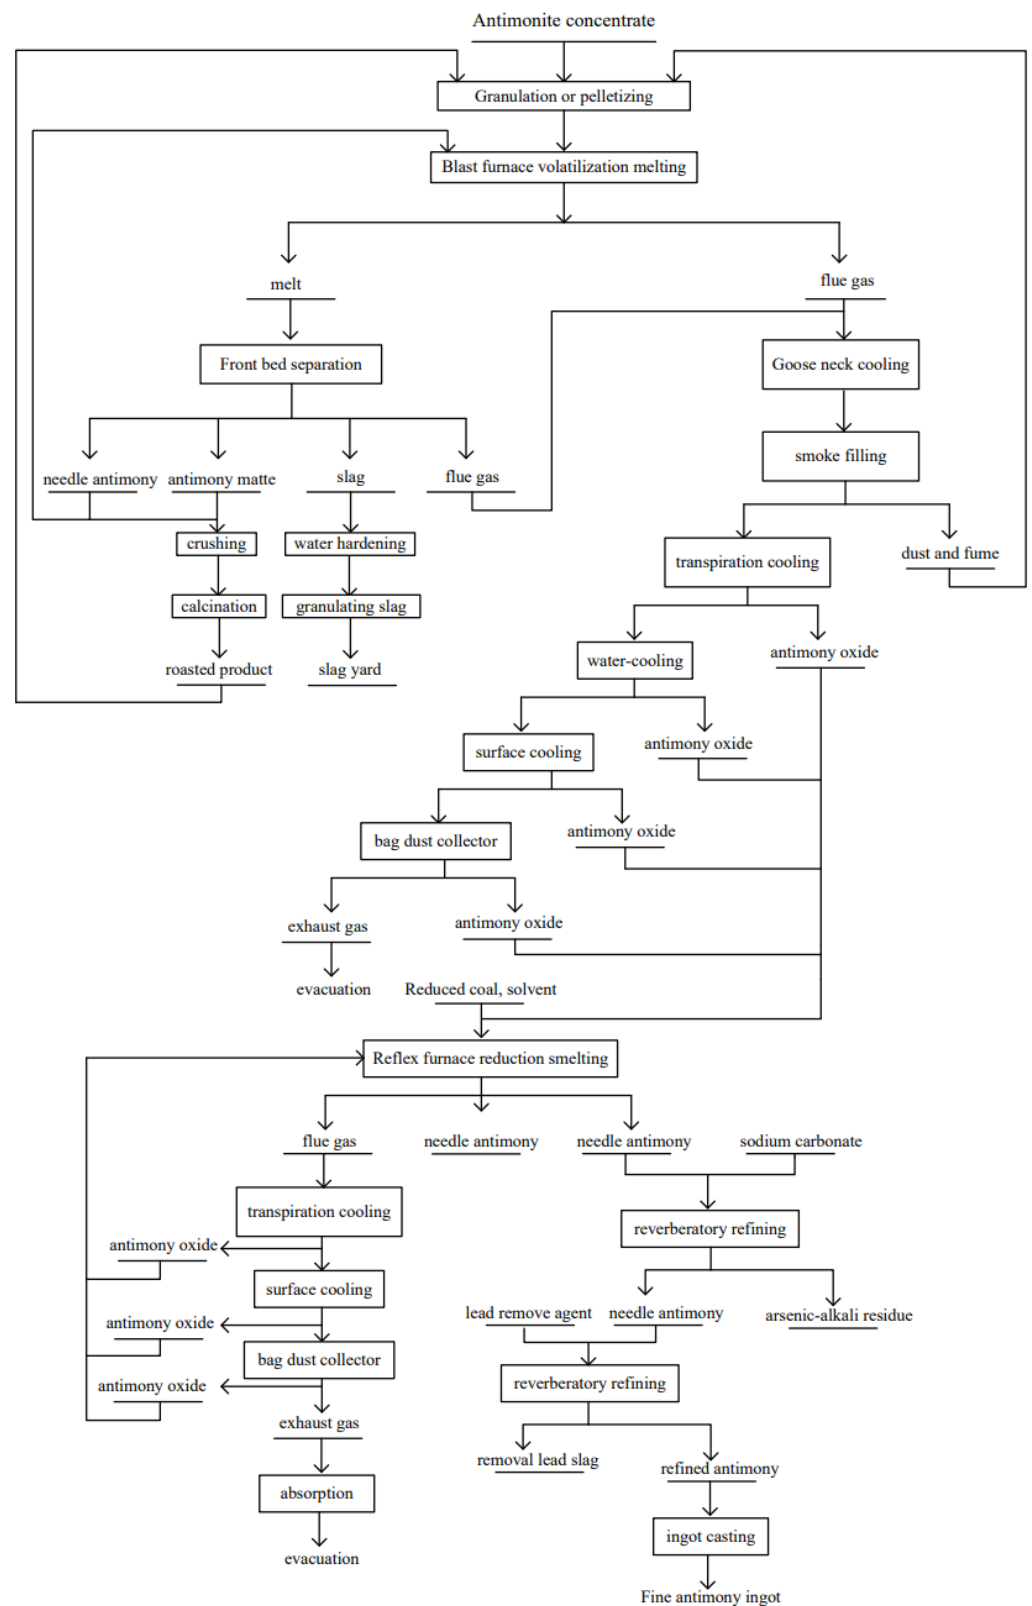 Antimonite concentrate
Granulation or pelletizing
Blast furnace volatilization melting
melt
flue gas
Front bed separation
Goose neck cooling
smoke filling
needle antimony
antimony matte
slag
flue gas
crushing
water hardening
transpiration cooling
dust and fume
calcination
granulating slag
water-cooling
antimony oxide
roasted product
slag yard
surface cooling
antimony oxide
bag dust collector
antimony oxide
exhaust gas
antimony oxide
evacuation
Reduced coal, solvent
Reflex furnace reduction smelting
flue gas
needle antimony
needle antimony
sodium carbonate
transpiration cooling
reverberatory refining
antimony oxide
surface cooling
lead remove agent
needle antimony
arsenic-alkali residue
antimony oxide
bag dust collector
reverberatory refining
antimony oxide
exhaust gas
removal lead slag
refined antimony
absorption
ingot casting
evacuation
Fine antimony ingot